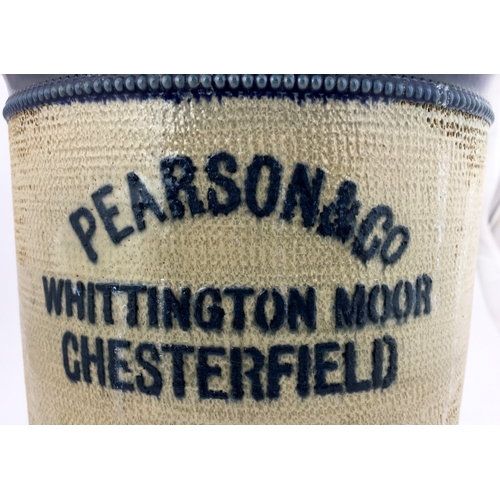 PEARSON & CO
WHITTINGTON MOOR
CHESTERFIELD